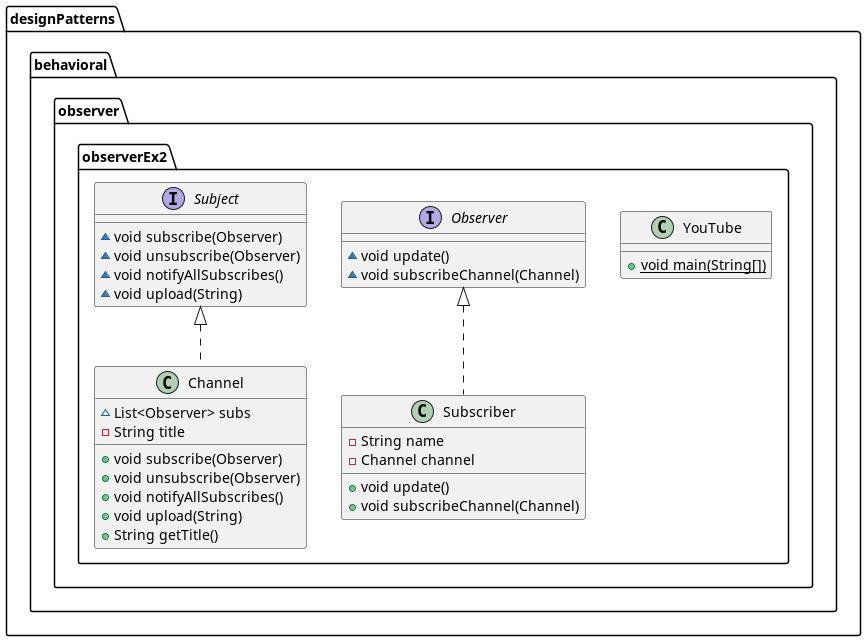 designPatterns
behavioral
observer
observerEx2
I Subject
void subscribe(Observer)
void unsubscribe(Observer)
void notifyAllSubscribes()
void upload(String)
I Observer
void update()
void subscribeChannel(Channel)
C YouTube
void main(String[])
C Channel
List<Observer> subs
String title
void subscribe(Observer)
void unsubscribe(Observer)
void notifyAllSubscribes()
void upload(String)
String getTitle()
C Subscriber
String name
Channel channel
void update()
void subscribeChannel(Channel)